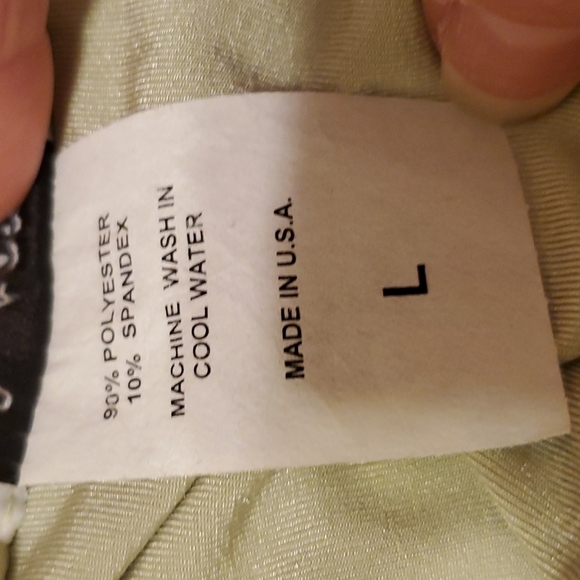 90% POLYESTER
10% SPANDEX
MACHINE WASH IN
COOL WATER
MADE IN U.S.A.
L